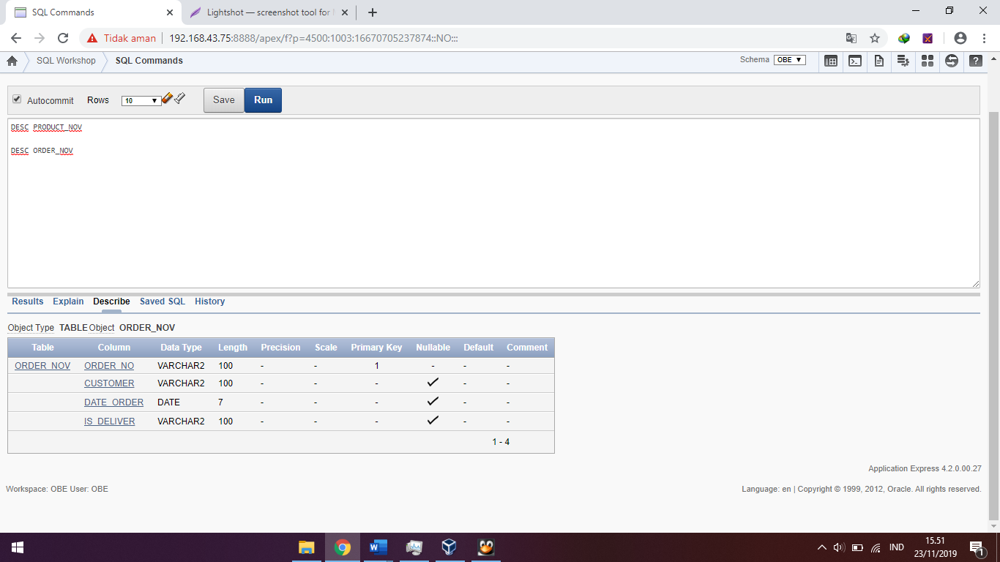 SQL Commands
Lightshot — screenshot tool for
Tidak aman 192.168.43.75:8888/apex/f?p=4500:1003:16670705237874::NO:::
SQL Workshop SQL Commands Schema OBE
Autocommit Rows 10 Save Run
DESC PRODUCT_NOV
DESC ORDER_NOV
Results Explain Describe Saved SQL History
Object Type TABLE Object ORDER_NOV
Table Column Data Type Length Precision Scale Primary Key Nullable Default Comment
ORDER_NOV ORDER_NO VARCHAR2 100 - - 1 - - -
CUSTOMER VARCHAR2 100 - - - ✓ - -
DATE_ORDER DATE 7 - - - ✓ - -
IS_DELIVER VARCHAR2 100 - - - ✓ - -
1 - 4
Application Express 4.2.0.00.27
Workspace: OBE User: OBE Language: en | Copyright © 1999, 2012, Oracle. All rights reserved.
IND 15.51
23/11/2019 1